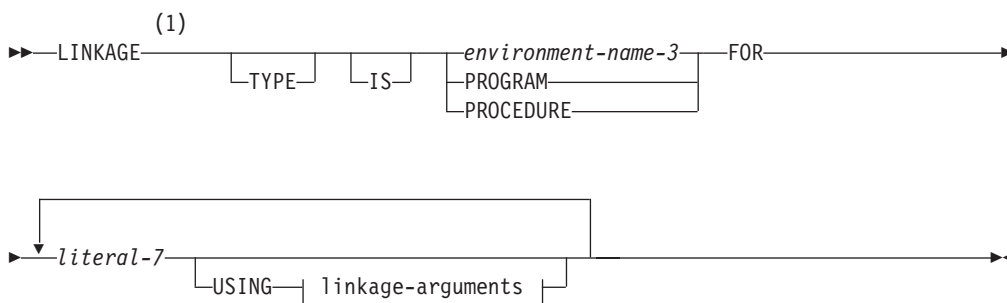 (1)
LINKAGE environment-name-3 FOR
TYPE IS PROGRAM
PROCEDURE
literal-7
USING linkage-arguments